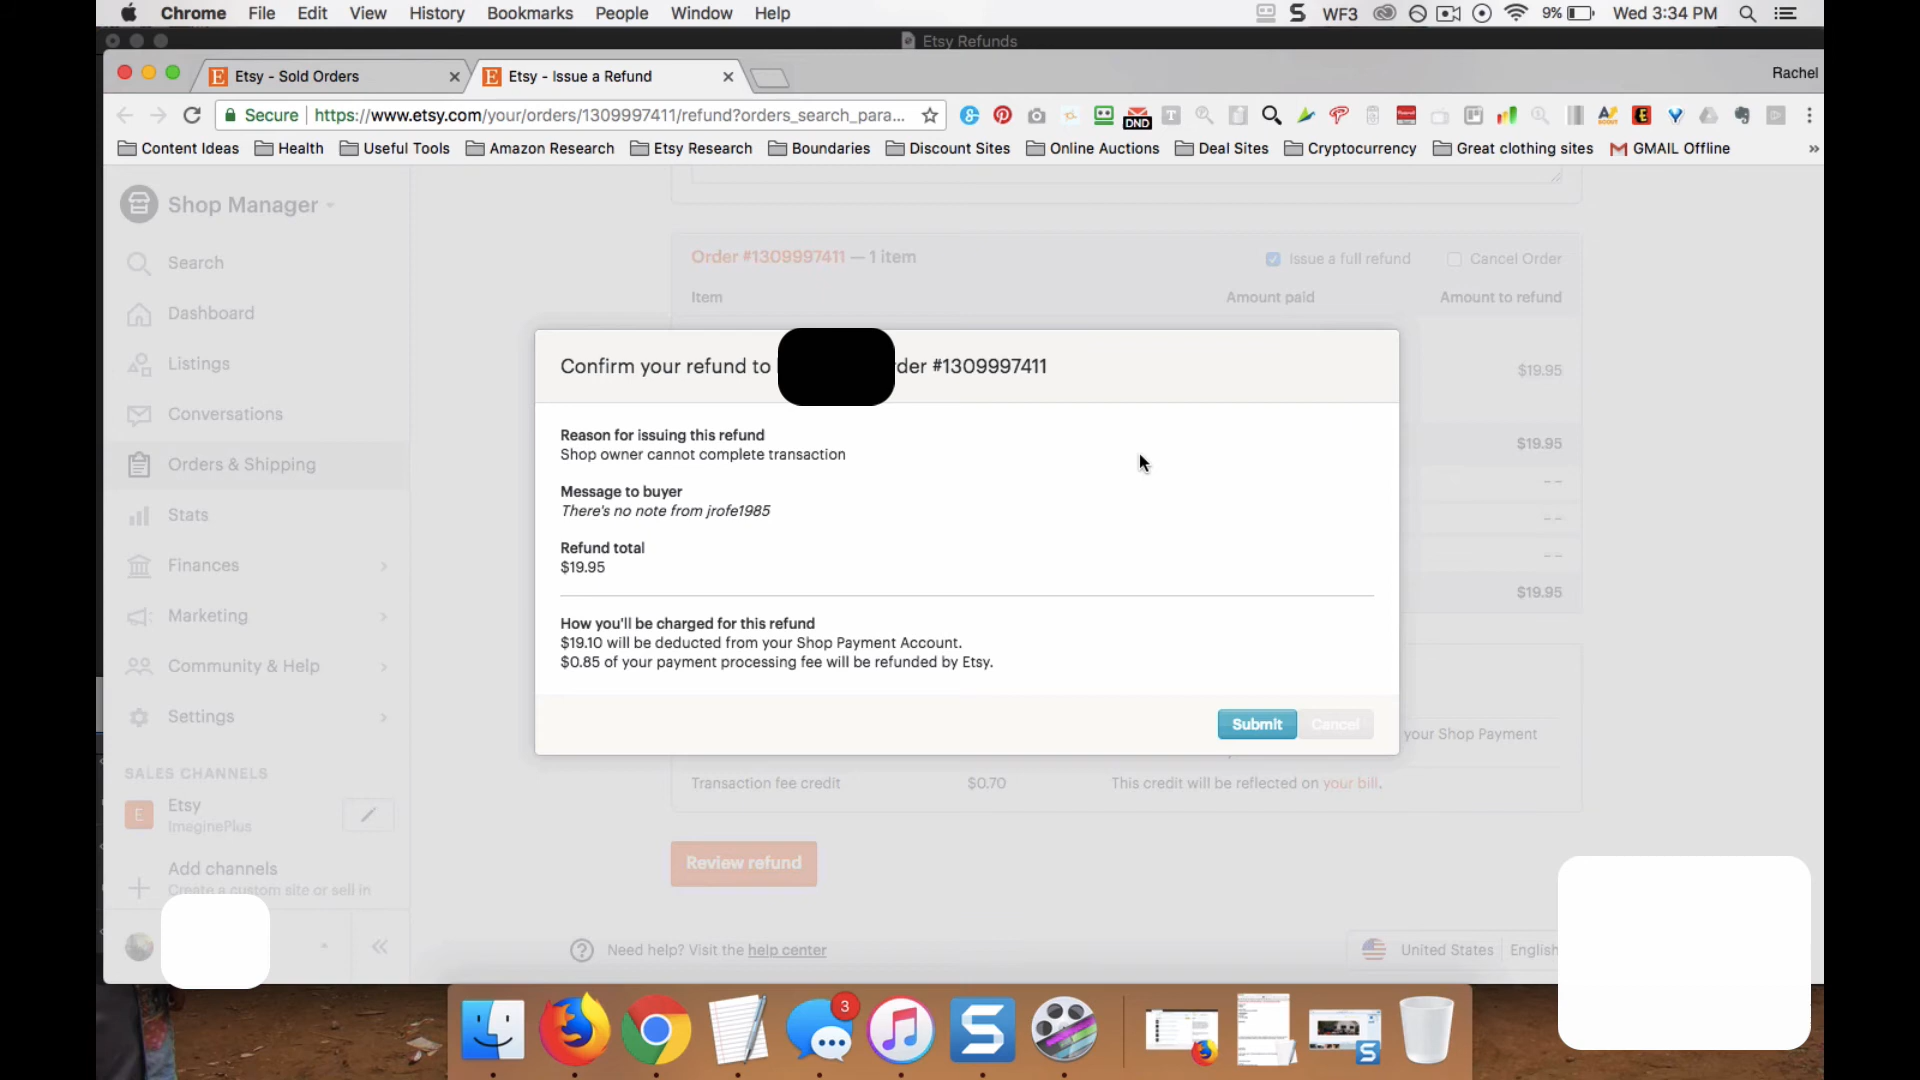 Chrome File Edit View History Bookmarks People Window Help WF3 9% Wed 3:34 PM
Etsy Refunds
Etsy - Sold Orders Etsy - Issue a Refund Rachel
Secure https://www.etsy.com/your/orders/1309997411/refund?orders_search_para... DND
Content Ideas Health Useful Tools Amazon Research Etsy Research Boundaries Discount Sites Online Auctions Deal Sites Cryptocurrency Great clothing sites GMAIL Offline »
Shop Manager
Search
Dashboard
Listings
Conversations
Orders & Shipping
Stats
Finances
Marketing
Community & Help
Settings
SALES CHANNELS
E Etsy
ImaginePlus
Add channels
Create a custom site or sell in
Order #1309997411 — 1 item Issue a full refund Cancel Order
Item Amount paid Amount to refund
$19.95
$19.95
--
--
--
$19.95
Confirm your refund to rder #1309997411
Reason for issuing this refund
Shop owner cannot complete transaction
Message to buyer
There's no note from jrofe1985
Refund total
$19.95
How you'll be charged for this refund
$19.10 will be deducted from your Shop Payment Account.
$0.85 of your payment processing fee will be refunded by Etsy.
Submit Cancel
your Shop Payment
Transaction fee credit $0.70 This credit will be reflected on your bill.
Review refund
Need help? Visit the help center
United States English
3